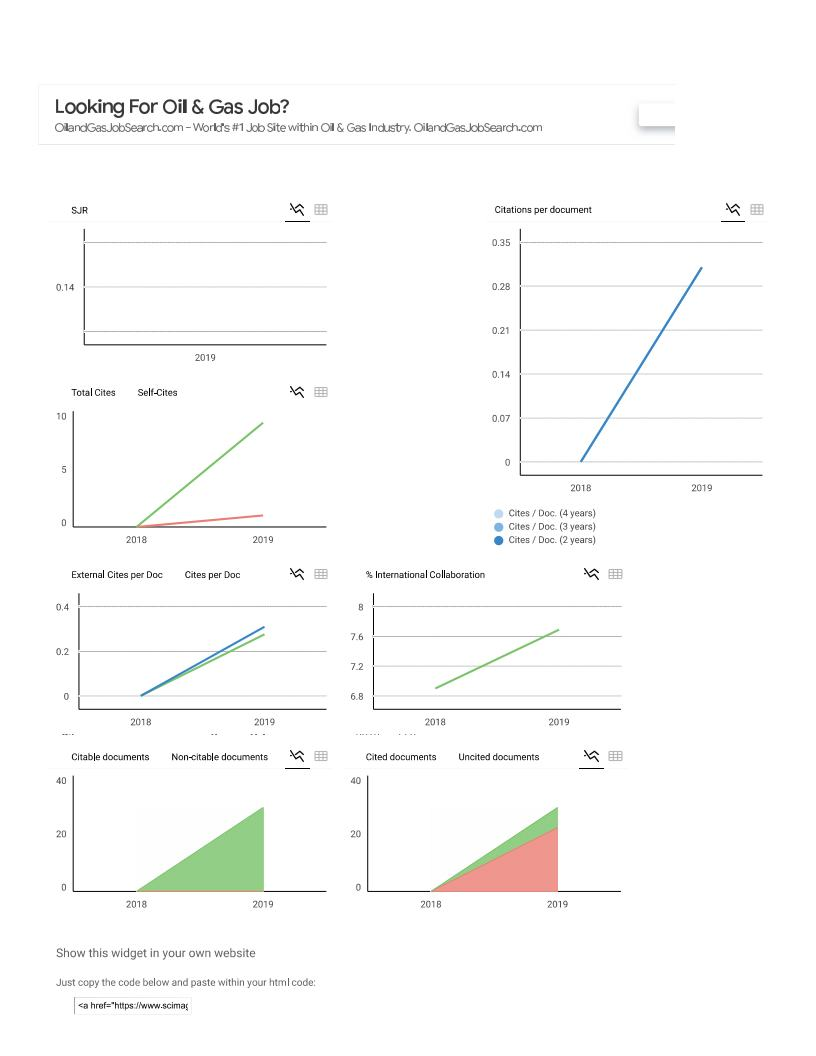 Looking For Oil & Gas Job?
OilandGasJobSearch.com – World's #1 Job Site within Oil & Gas Industry. OilandGasJobSearch.com
SJR
0.14
2019
Citations per document
0.35
0.28
0.21
0.14
0.07
0
2018 2019
Cites / Doc. (4 years)
Cites / Doc. (3 years)
Cites / Doc. (2 years)
Total Cites Self-Cites
10
5
0
2018 2019
External Cites per Doc Cites per Doc
0.4
0.2
0
2018 2019
% International Collaboration
8
7.6
7.2
6.8
2018 2019
Citable documents Non-citable documents
40
20
0
2018 2019
Cited documents Uncited documents
40
20
0
2018 2019
Show this widget in your own website
Just copy the code below and paste within your html code:
<a href="https://www.scimag